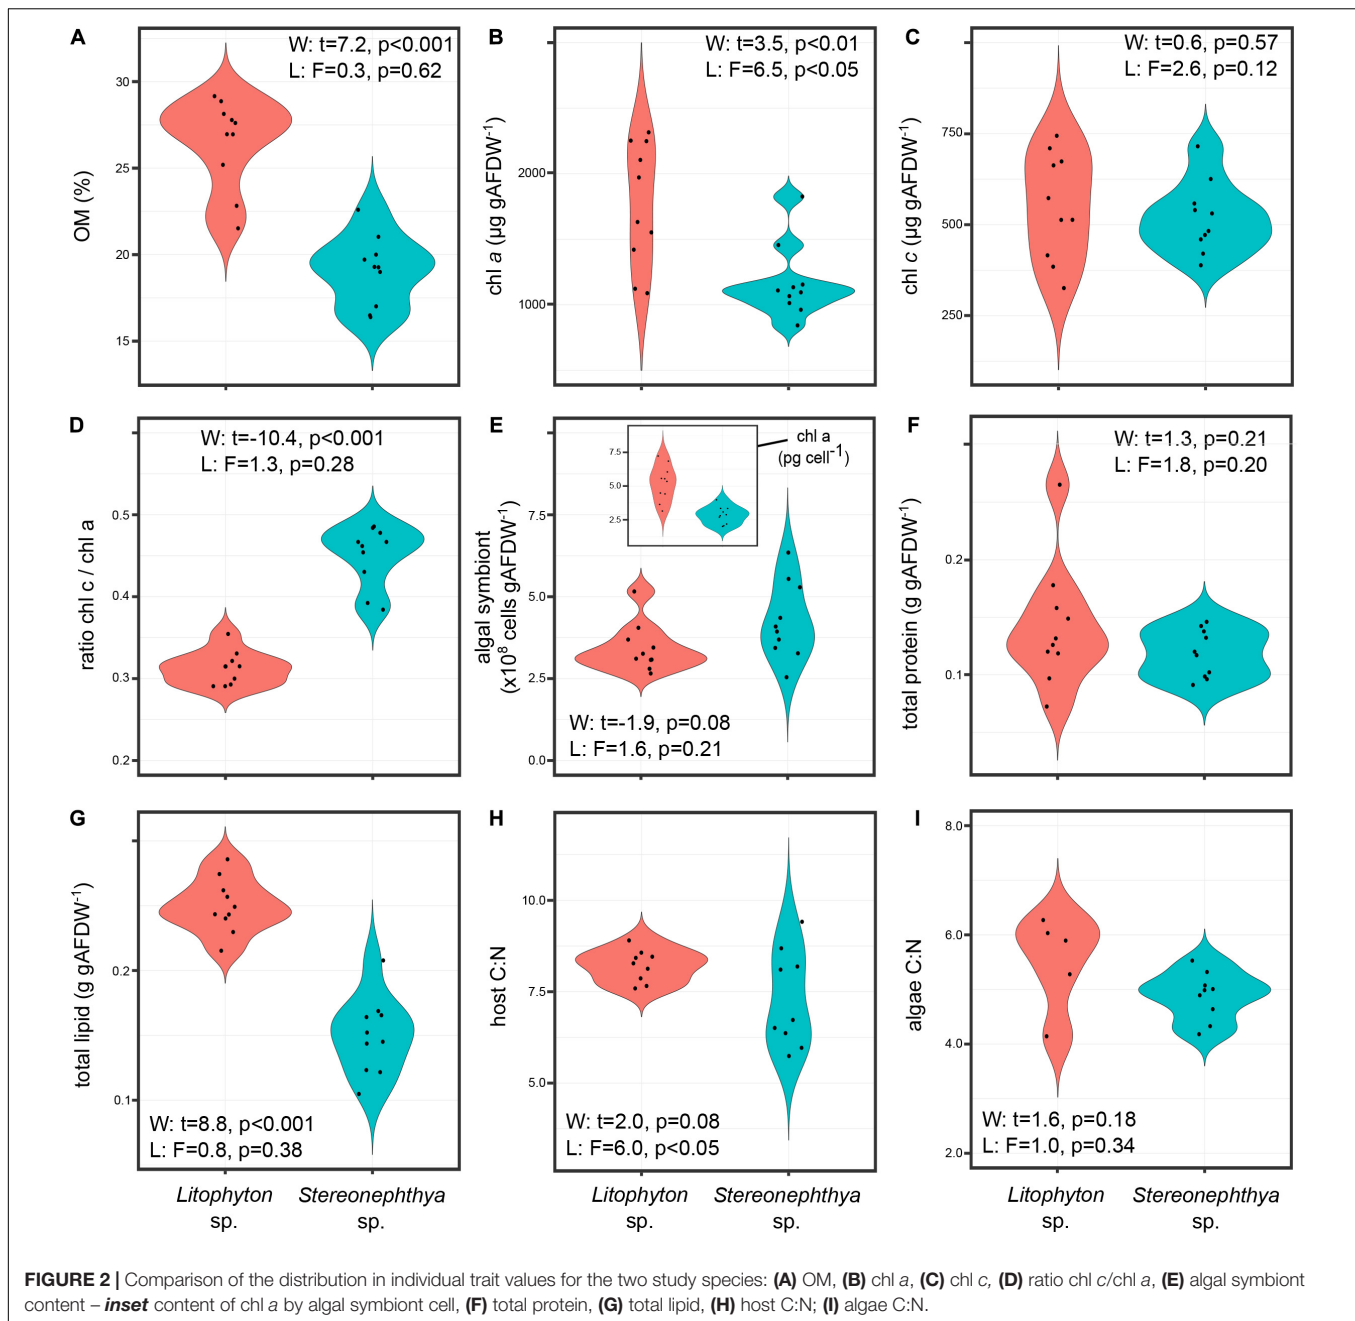 A
W: t=7.2, p<0.001
L: F=0.3, p=0.62
OM (%)
30
25
20
15
B
W: t=3.5, p<0.01
L: F=6.5, p<0.05
chl a (µg gAFDW-1)
2000
1000
C
W: t=0.6, p=0.57
L: F=2.6, p=0.12
chl c (µg gAFDW-1)
750
500
250
D
W: t=-10.4, p<0.001
L: F=1.3, p=0.28
ratio chl c / chl a
0.5
0.4
0.3
0.2
E
chl a
(pg cell-1)
7.5
5.0
2.5
algal symbiont
(x10^8 cells gAFDW-1)
7.5
5.0
2.5
0.0
W: t=-1.9, p=0.08
L: F=1.6, p=0.21
F
W: t=1.3, p=0.21
L: F=1.8, p=0.20
total protein (g gAFDW-1)
0.2
0.1
G
total lipid (g gAFDW-1)
0.2
0.1
W: t=8.8, p<0.001
L: F=0.8, p=0.38
Litophyton
sp.
Stereonephthya
sp.
H
host C:N
10.0
7.5
5.0
W: t=2.0, p=0.08
L: F=6.0, p<0.05
Litophyton
sp.
Stereonephthya
sp.
I
algae C:N
8.0
6.0
4.0
2.0
W: t=1.6, p=0.18
L: F=1.0, p=0.34
Litophyton
sp.
Stereonephthya
sp.
FIGURE 2 | Comparison of the distribution in individual trait values for the two study species: (A) OM, (B) chl a, (C) chl c, (D) ratio chl c/chl a, (E) algal symbiont
content – inset content of chl a by algal symbiont cell, (F) total protein, (G) total lipid, (H) host C:N; (I) algae C:N.